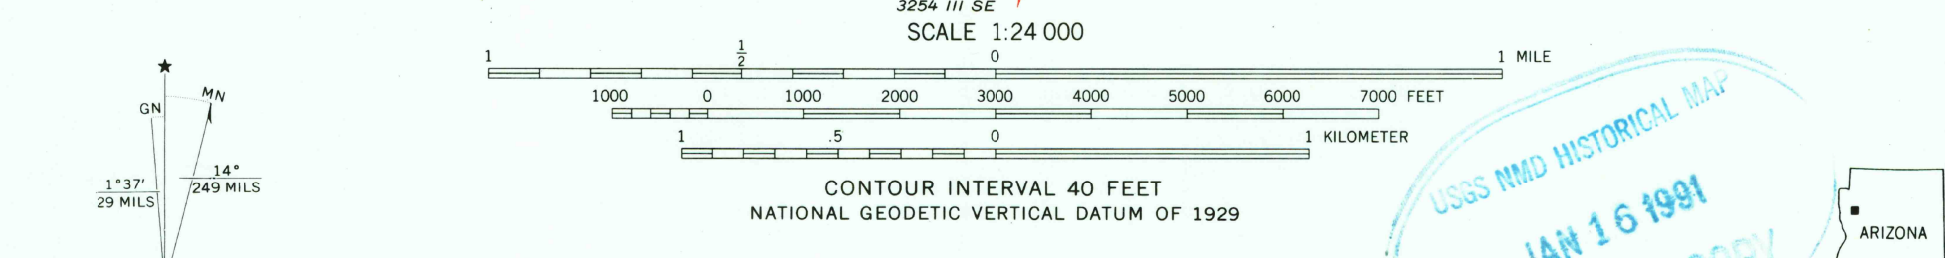 3254 III SE
SCALE 1:24 000
1 1/2 0 1 MILE
1000 0 1000 2000 3000 4000 5000 6000 7000 FEET
1 .5 0 1 KILOMETER
CONTOUR INTERVAL 40 FEET
NATIONAL GEODETIC VERTICAL DATUM OF 1929
★
GN
MN
1°37′
29 MILS
14°
249 MILS
USGS NMD HISTORICAL MAP
JAN 16 1991
COPY
ARIZONA